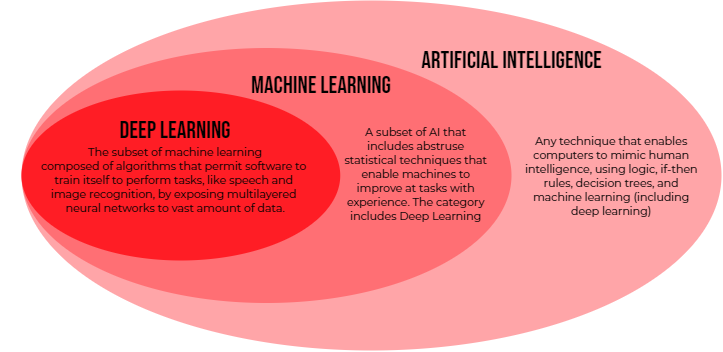 ARTIFICIAL INTELLIGENCE
MACHINE LEARNING
DEEP LEARNING
The subset of machine learning
composed of algorithms that permit software to
train itself to perform tasks, like speech and
image recognition, by exposing multilayered
neural networks to vast amount of data.
A subset of AI that
includes abstruse
statistical techniques that
enable machines to
improve at tasks with
experience. The category
includes Deep Learning
Any technique that enables
computers to mimic human
intelligence, using logic, if-then
rules, decision trees, and
machine learning (including
deep learning)